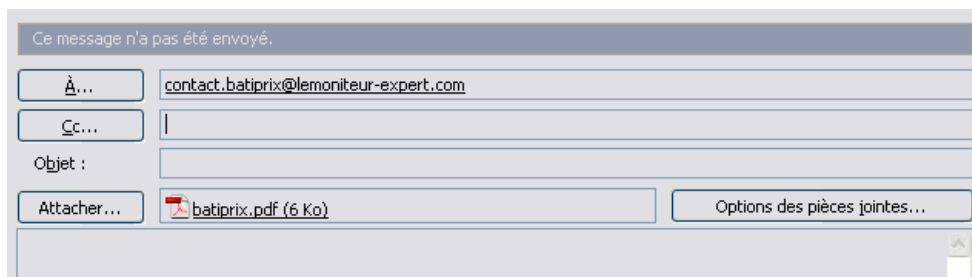 Ce message n'a pas été envoyé.
À... contact.batiprix@lemoniteur-expert.com
Cc...
Objet :
Attacher... batiprix.pdf (6 Ko) Options des pièces jointes...